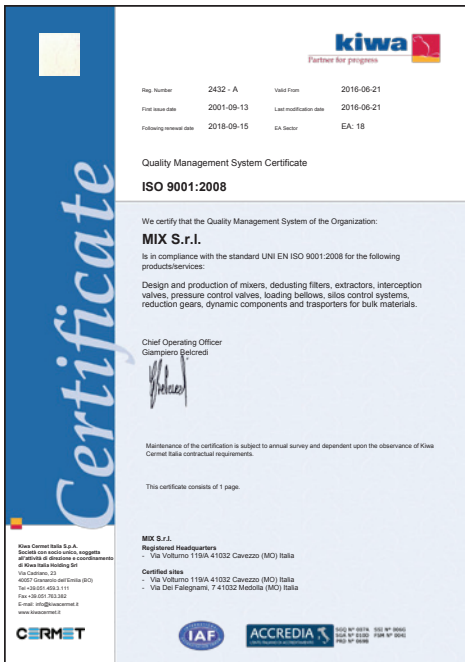 kiwa
Partner for progress
Reg. Number 2432 - A Valid From 2016-06-21
First issue date 2001-09-13 Last modification date 2016-06-21
Following renewal date 2018-09-15 EA Sector EA: 18
Quality Management System Certificate
ISO 9001:2008
We certify that the Quality Management System of the Organization:
MIX S.r.l.
Is in compliance with the standard UNI EN ISO 9001:2008 for the following
products/services:
Design and production of mixers, dedusting filters, extractors, interception
valves, pressure control valves, loading bellows, silos control systems,
reduction gears, dynamic components and trasporters for bulk materials.
Chief Operating Officer
Giampiero Belcredi
Maintenance of the certification is subject to annual survey and dependent upon the observance of Kiwa
Cermet Italia contractual requirements.
This certificate consists of 1 page.
Certificate
Kiwa Cermet Italia S.p.A.
Società con socio unico, soggetta
all'attività di direzione e coordinamento
di Kiwa Italia Holding Srl
Via Cadriano, 23
40057 Granarolo dell'Emilia (BO)
Tel +39.051.459.3.111
Fax +39.051.763.382
E-mail: info@kiwacermet.it
www.kiwacermet.it
CERMET
MIX S.r.l.
Registered Headquarters
- Via Volturno 119/A 41032 Cavezzo (MO) Italia
Certified sites
- Via Volturno 119/A 41032 Cavezzo (MO) Italia
- Via Dei Falegnami, 7 41032 Medolla (MO) Italia
IAF
ACCREDIA